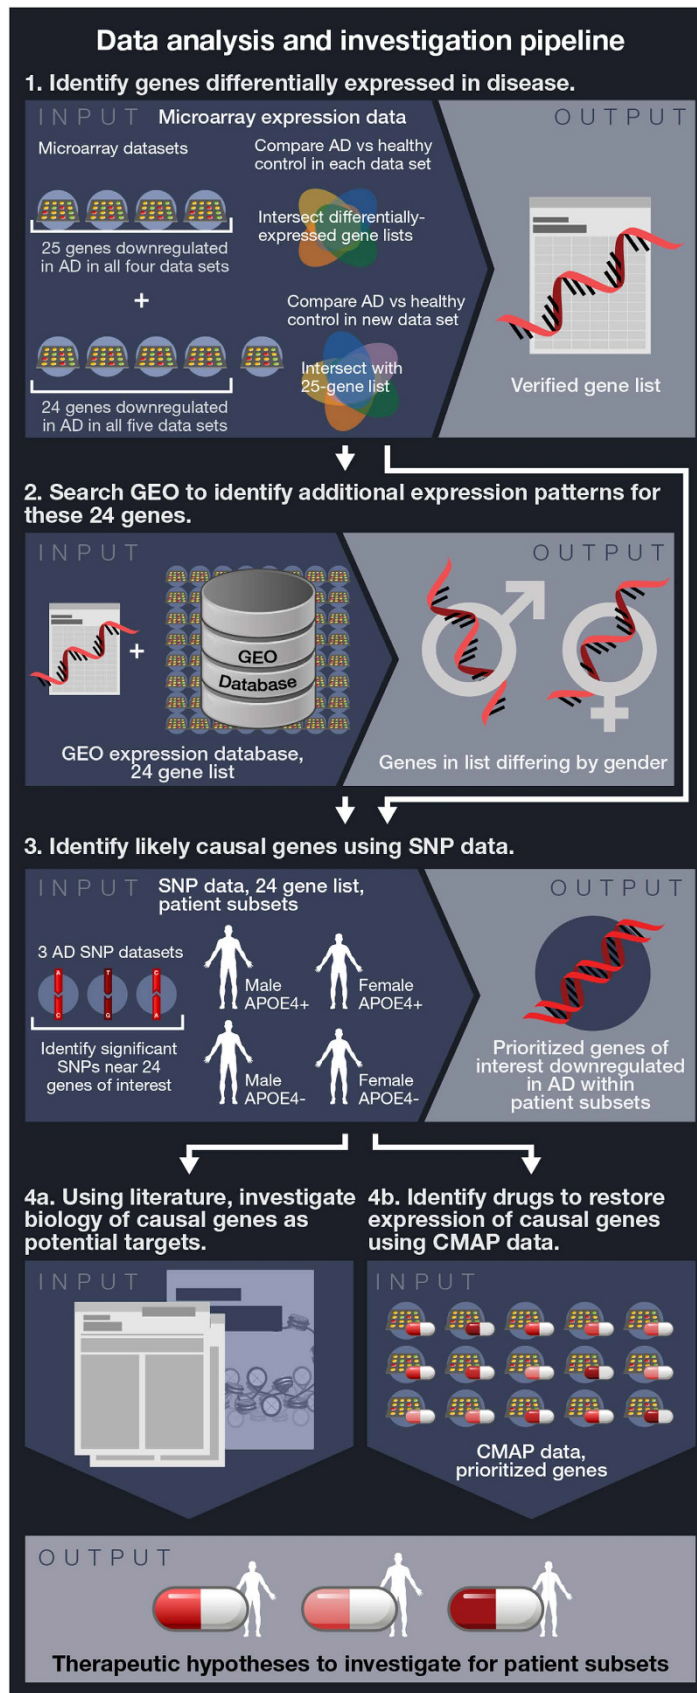 Data analysis and investigation pipeline
1. Identify genes differentially expressed in disease.
INPUT
Microarray expression data
OUTPUT
Microarray datasets
Compare AD vs healthy
control in each data set
Intersect differentially-
expressed gene lists
25 genes downregulated
in AD in all four data sets
+
Compare AD vs healthy
control in new data set
Intersect with
25-gene list
24 genes downregulated
in AD in all five data sets
Verified gene list
2. Search GEO to identify additional expression patterns for
these 24 genes.
INPUT
OUTPUT
+
GEO
Database
GEO expression database,
24 gene list
Genes in list differing by gender
3. Identify likely causal genes using SNP data.
INPUT
SNP data, 24 gene list,
patient subsets
OUTPUT
3 AD SNP datasets
A T C
C G A
Identify significant
SNPs near 24
genes of interest
Male
APOE4+
Female
APOE4+
Male
APOE4-
Female
APOE4-
Prioritized genes of
interest downregulated
in AD within
patient subsets
4a. Using literature, investigate
biology of causal genes as
potential targets.
INPUT
4b. Identify drugs to restore
expression of causal genes
using CMAP data.
INPUT
CMAP data,
prioritized genes
OUTPUT
Therapeutic hypotheses to investigate for patient subsets